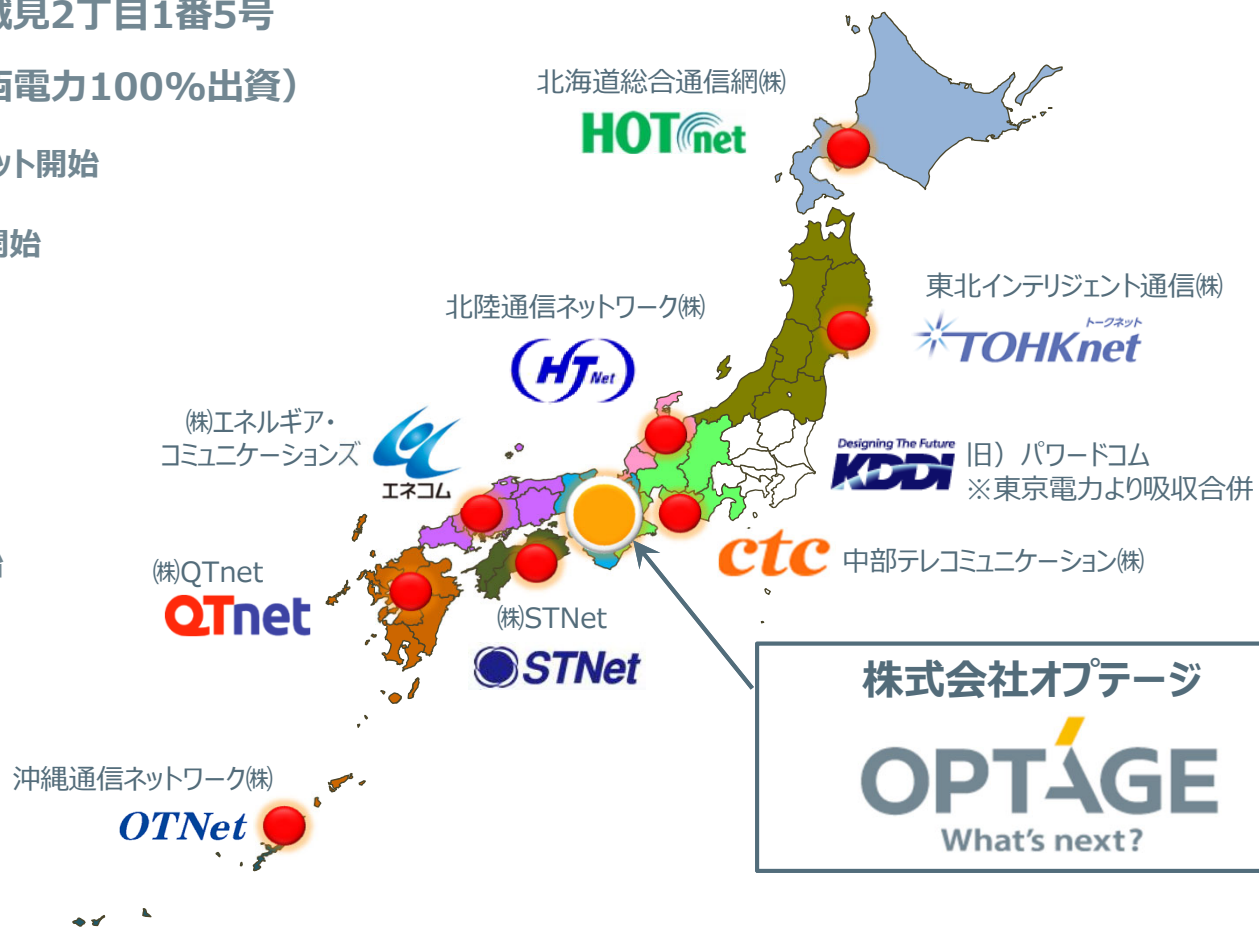 見2丁目1番5号
電力100%出資）
ット開始
開始
北海道総合通信網㈱
HOTnet
東北インテリジェント通信㈱
トークネット
TOHKnet
北陸通信ネットワーク㈱
HTNet
㈱エネルギア・
コミュニケーションズ
エネコム
Designing The Future
KDDI
旧）パワードコム
※東京電力より吸収合併
ctc
中部テレコミュニケーション㈱
㈱QTnet
QTnet
㈱STNet
STNet
株式会社オプテージ
OPTAGE
What's next?
沖縄通信ネットワーク㈱
OTNet